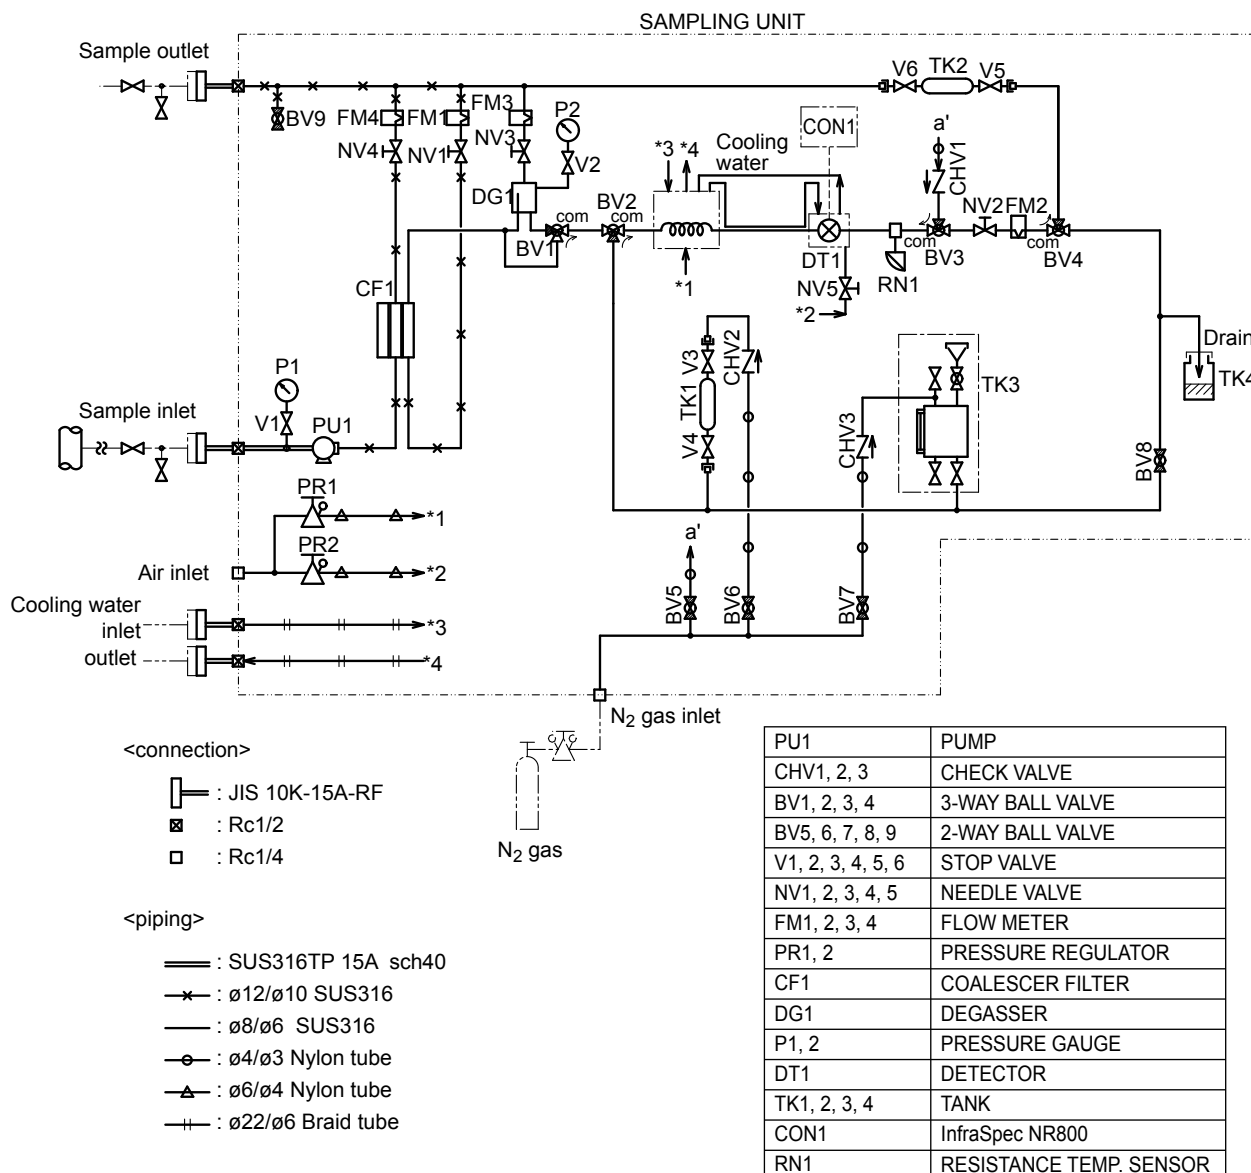 SAMPLING UNIT
Sample outlet
V6
TK2
V5
BV9
FM4
FM1
FM3
P2
CON1
a'
NV4
NV1
NV3
V2
*3
*4
Cooling
water
CHV1
DG1
BV2
NV2
FM2
com
com
com
com
BV1
DT1
BV3
BV4
RN1
*1
NV5
*2
CF1
P1
V3
CHV2
TK1
V4
TK3
Drain
TK4
CHV3
BV8
Sample inlet
V1
PU1
PR1
*1
PR2
Air inlet
*2
a'
Cooling water
inlet
*3
outlet
*4
BV5
BV6
BV7
N2 gas inlet
N2 gas
<connection>
: JIS 10K-15A-RF
: Rc1/2
: Rc1/4
<piping>
: SUS316TP 15A sch40
: ø12/ø10 SUS316
: ø8/ø6 SUS316
: ø4/ø3 Nylon tube
: ø6/ø4 Nylon tube
: ø22/ø6 Braid tube
PU1 PUMP
CHV1, 2, 3 CHECK VALVE
BV1, 2, 3, 4 3-WAY BALL VALVE
BV5, 6, 7, 8, 9 2-WAY BALL VALVE
V1, 2, 3, 4, 5, 6 STOP VALVE
NV1, 2, 3, 4, 5 NEEDLE VALVE
FM1, 2, 3, 4 FLOW METER
PR1, 2 PRESSURE REGULATOR
CF1 COALESCER FILTER
DG1 DEGASSER
P1, 2 PRESSURE GAUGE
DT1 DETECTOR
TK1, 2, 3, 4 TANK
CON1 InfraSpec NR800
RN1 RESISTANCE TEMP. SENSOR